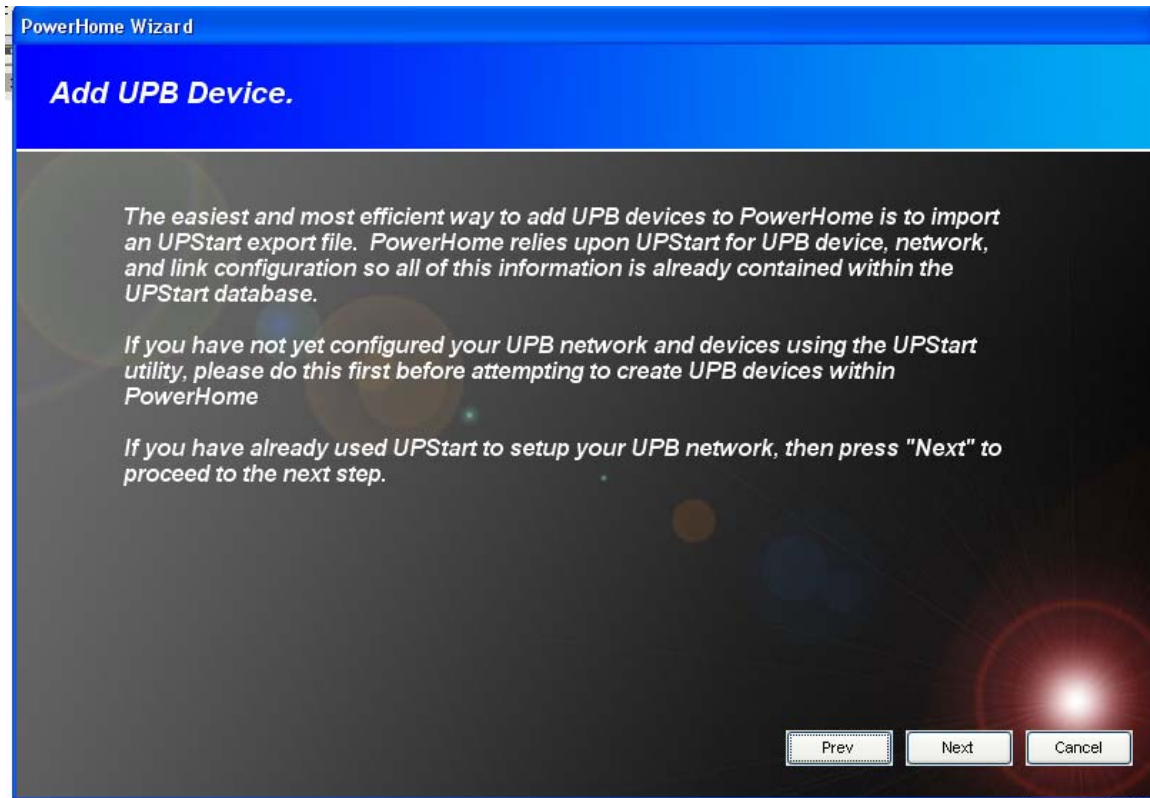 PowerHome Wizard
Add UPB Device.
The easiest and most efficient way to add UPB devices to PowerHome is to import
an UPStart export file.  PowerHome relies upon UPStart for UPB device, network,
and link configuration so all of this information is already contained within the
UPStart database.
If you have not yet configured your UPB network and devices using the UPStart
utility, please do this first before attempting to create UPB devices within
PowerHome
If you have already used UPStart to setup your UPB network, then press "Next" to
proceed to the next step.
Prev Next Cancel